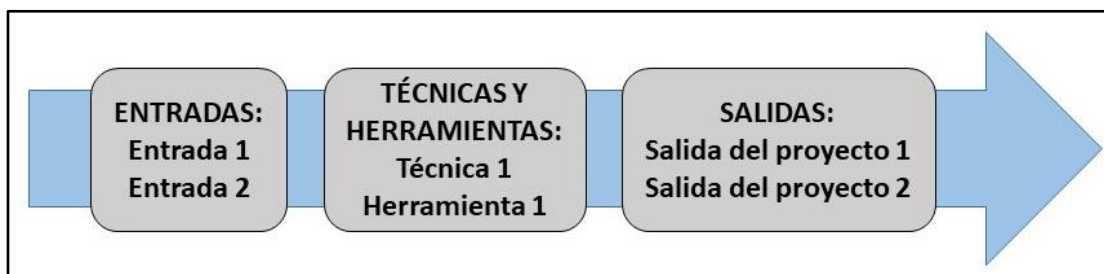 ENTRADAS:
Entrada 1
Entrada 2
TÉCNICAS Y
HERRAMIENTAS:
Técnica 1
Herramienta 1
SALIDAS:
Salida del proyecto 1
Salida del proyecto 2